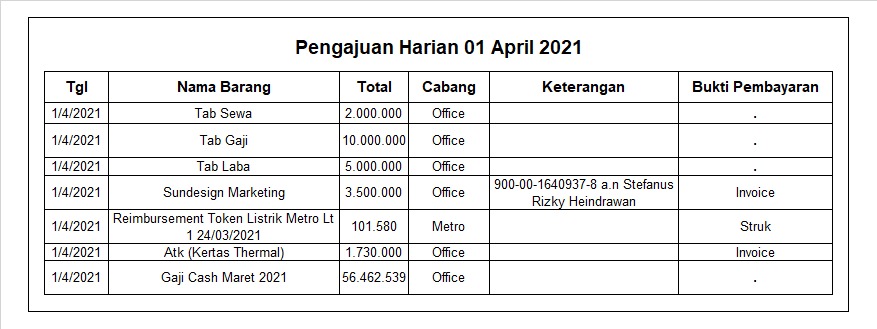 Pengajuan Harian 01 April 2021
Tgl Nama Barang Total Cabang Keterangan Bukti Pembayaran
1/4/2021 Tab Sewa 2.000.000 Office .
1/4/2021 Tab Gaji 10.000.000 Office .
1/4/2021 Tab Laba 5.000.000 Office .
1/4/2021 Sundesign Marketing 3.500.000 Office 900-00-1640937-8 a.n Stefanus
Rizky Heindrawan Invoice
1/4/2021 Reimbursement Token Listrik Metro Lt
1 24/03/2021 101.580 Metro Struk
1/4/2021 Atk (Kertas Thermal) 1.730.000 Office Invoice
1/4/2021 Gaji Cash Maret 2021 56.462.539 Office .